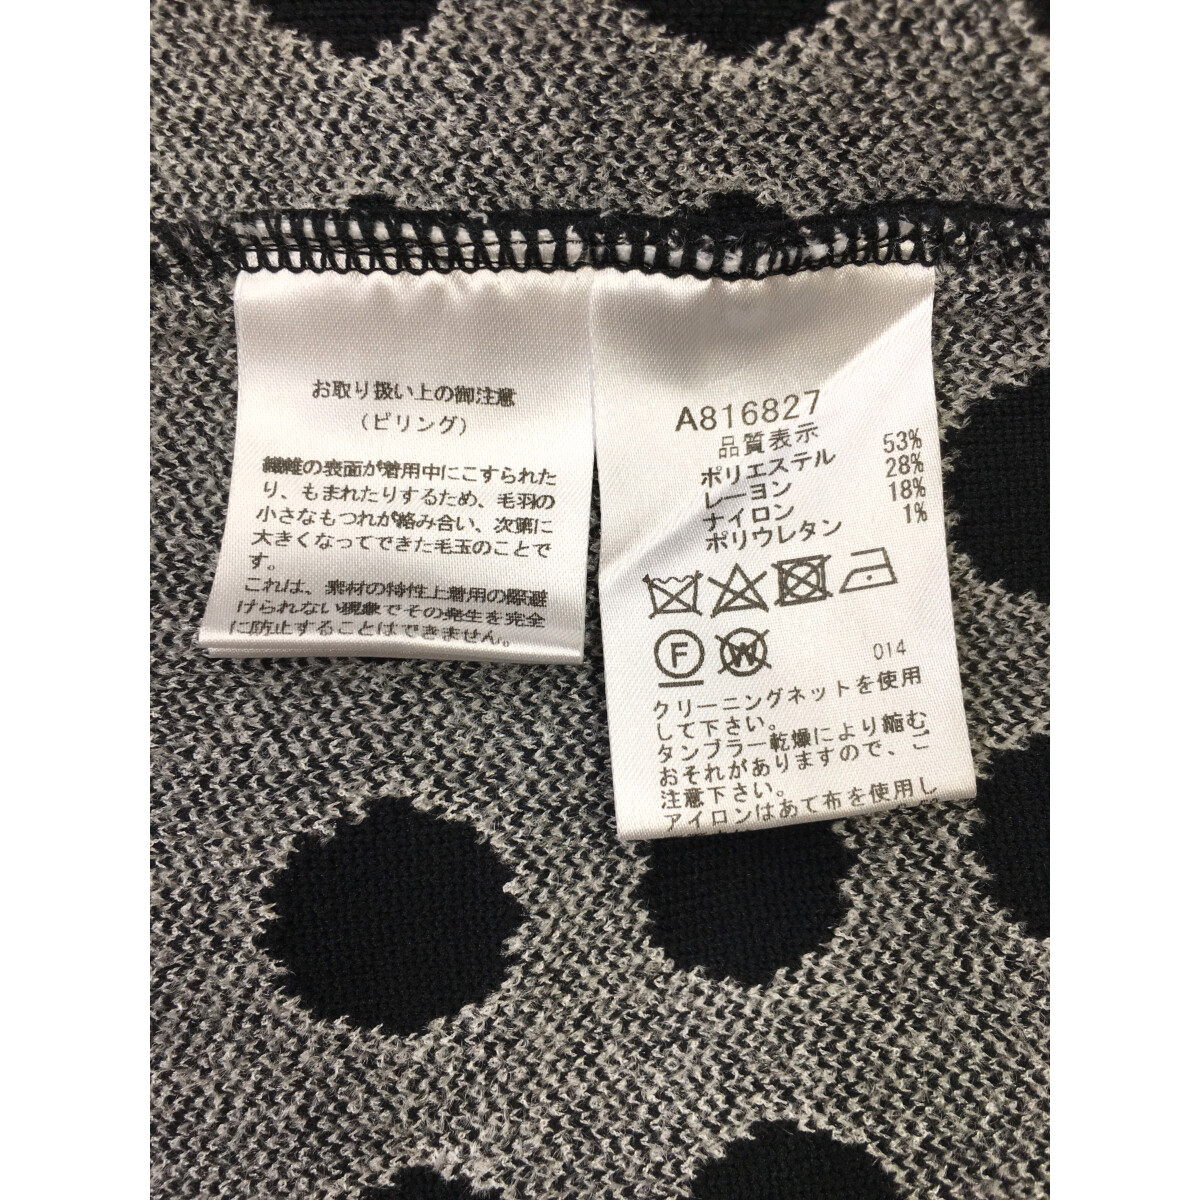 お取り扱い上の御注意
（ピリング）
繊維の表面が着用中にこすられた
り、もまれたりするため、毛羽の
小さなもつれが絡み合い、次第に
大きくなってできた毛玉のことで
す。
これは、素材の特性上着用の際避
けられない現象でその発生を完全
に防止することはできません。
A816827
品質表示
ポリエステル 53%
レーヨン 28%
ナイロン 18%
ポリウレタン 1%
F W
014
クリーニングネットを使用
して下さい。
タンブラー乾燥により縮む
おそれがありますので、ご
注意下さい。
アイロンはあて布を使用し